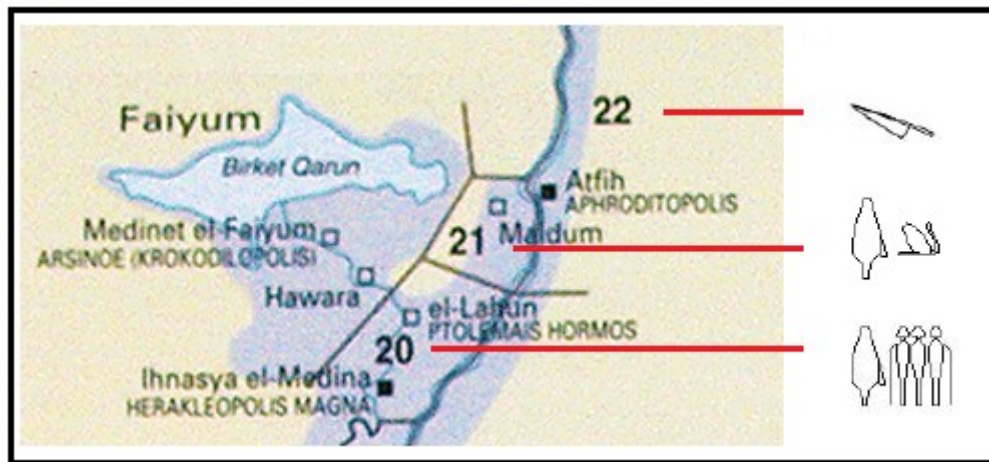 22
Faiyum
Birket Qarun
Atfih
APHRODITOPOLIS
Medinet el-Faiyum
ARSINOE (KROKODILOPOLIS)
21
Maidum
Hawara
el-Lahun
PTOLEMAIS HORMOS
20
Ihnasya el-Medina
HERAKLEOPOLIS MAGNA